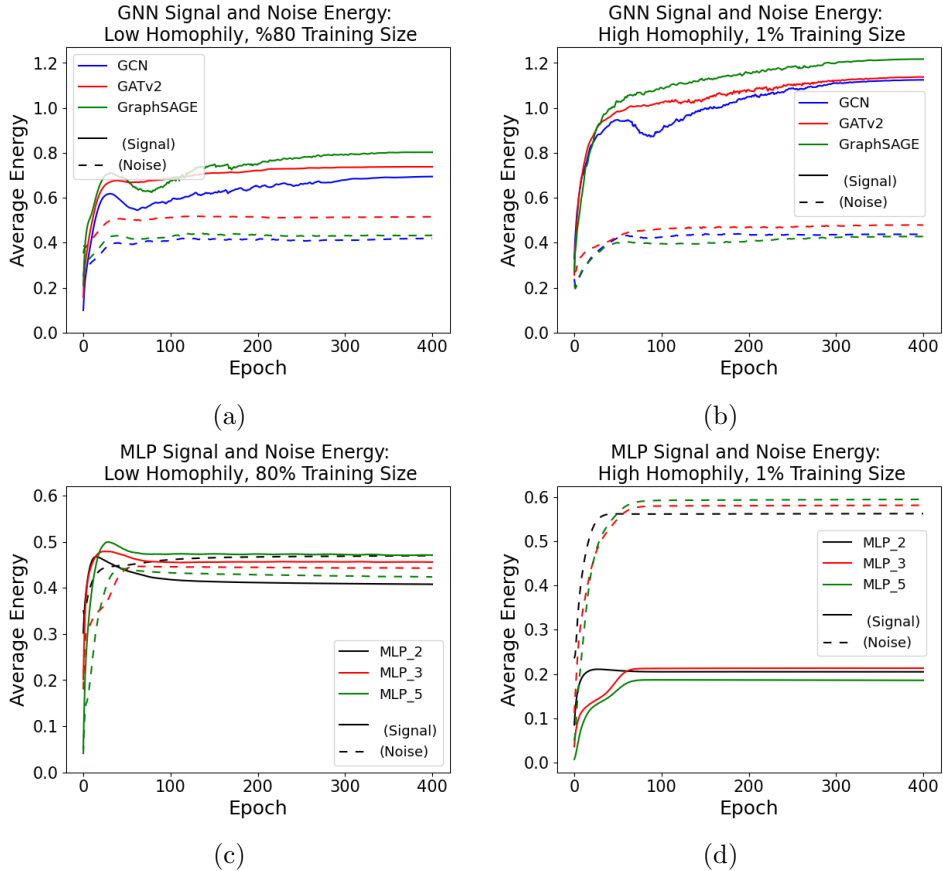 GNN Signal and Noise Energy:
Low Homophily, %80 Training Size
1.2
1.0
0.8
0.6
0.4
0.2
0.0
Average Energy
GCN
GATv2
GraphSAGE
(Signal)
(Noise)
0 100 200 300 400
Epoch
(a)
GNN Signal and Noise Energy:
High Homophily, 1% Training Size
1.2
1.0
0.8
0.6
0.4
0.2
0.0
Average Energy
GCN
GATv2
GraphSAGE
(Signal)
(Noise)
0 100 200 300 400
Epoch
(b)
MLP Signal and Noise Energy:
Low Homophily, 80% Training Size
0.6
0.5
0.4
0.3
0.2
0.1
0.0
Average Energy
MLP_2
MLP_3
MLP_5
(Signal)
(Noise)
0 100 200 300 400
Epoch
(c)
MLP Signal and Noise Energy:
High Homophily, 1% Training Size
0.6
0.5
0.4
0.3
0.2
0.1
0.0
Average Energy
MLP_2
MLP_3
MLP_5
(Signal)
(Noise)
0 100 200 300 400
Epoch
(d)